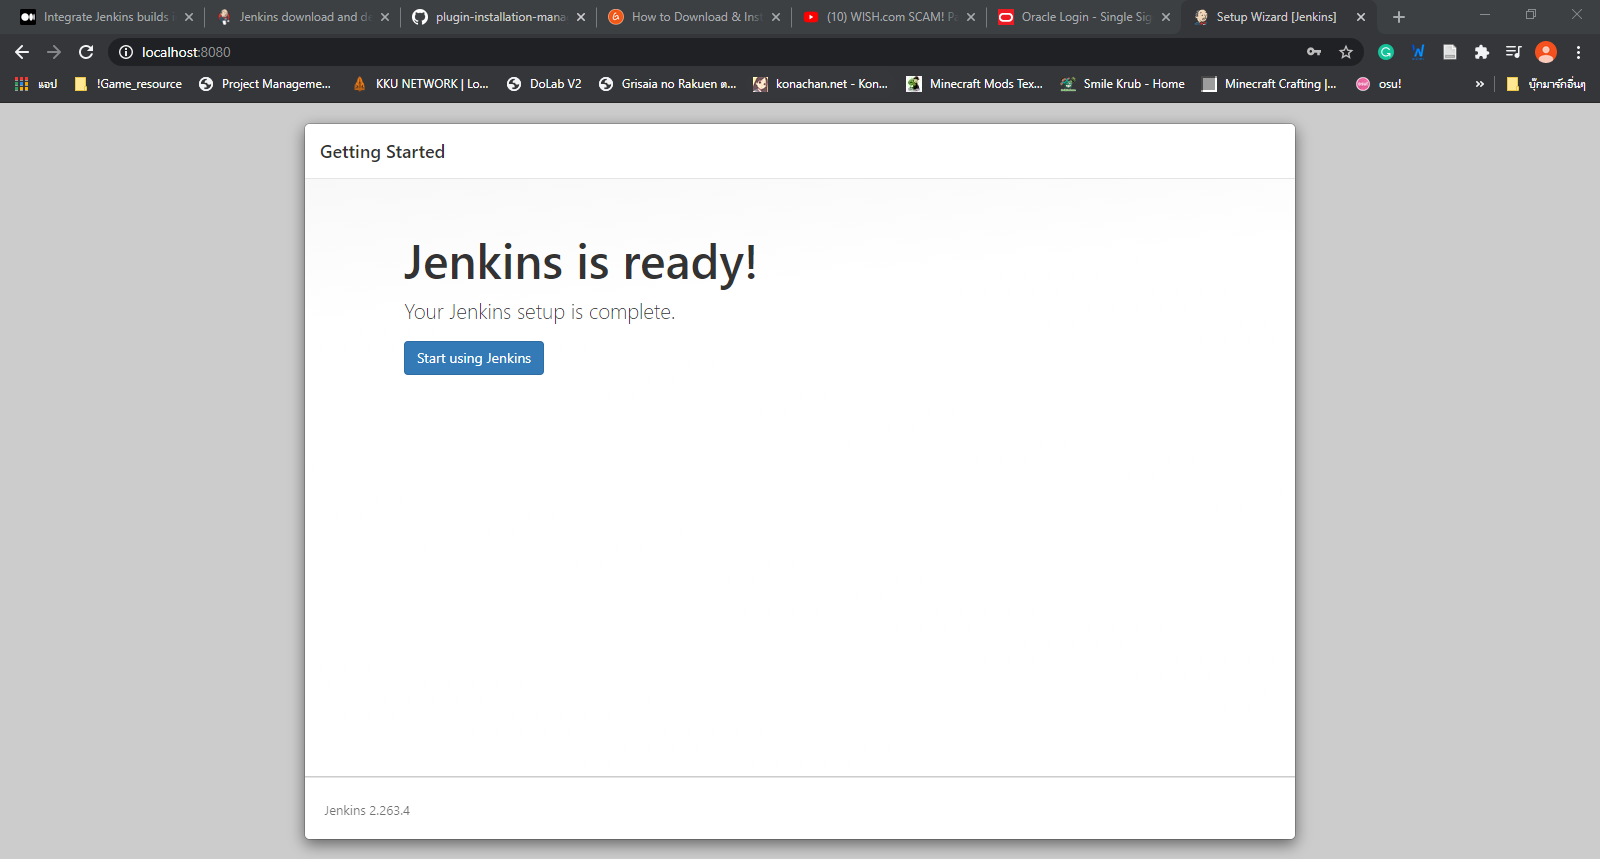 Integrate Jenkins builds i
Jenkins download and de
plugin-installation-mana
How to Download & Inst
(10) WISH.com SCAM! Pa
Oracle Login - Single Sig
Setup Wizard [Jenkins]
localhost:8080
แอป
!Game_resource
Project Manageme...
KKU NETWORK | Lo...
DoLab V2
Grisaia no Rakuen ต...
konachan.net - Kon...
Minecraft Mods Tex...
Smile Krub - Home
Minecraft Crafting |...
osu!
»
บุ๊กมาร์กอื่นๆ
Getting Started
Jenkins is ready!
Your Jenkins setup is complete.
Start using Jenkins
Jenkins 2.263.4